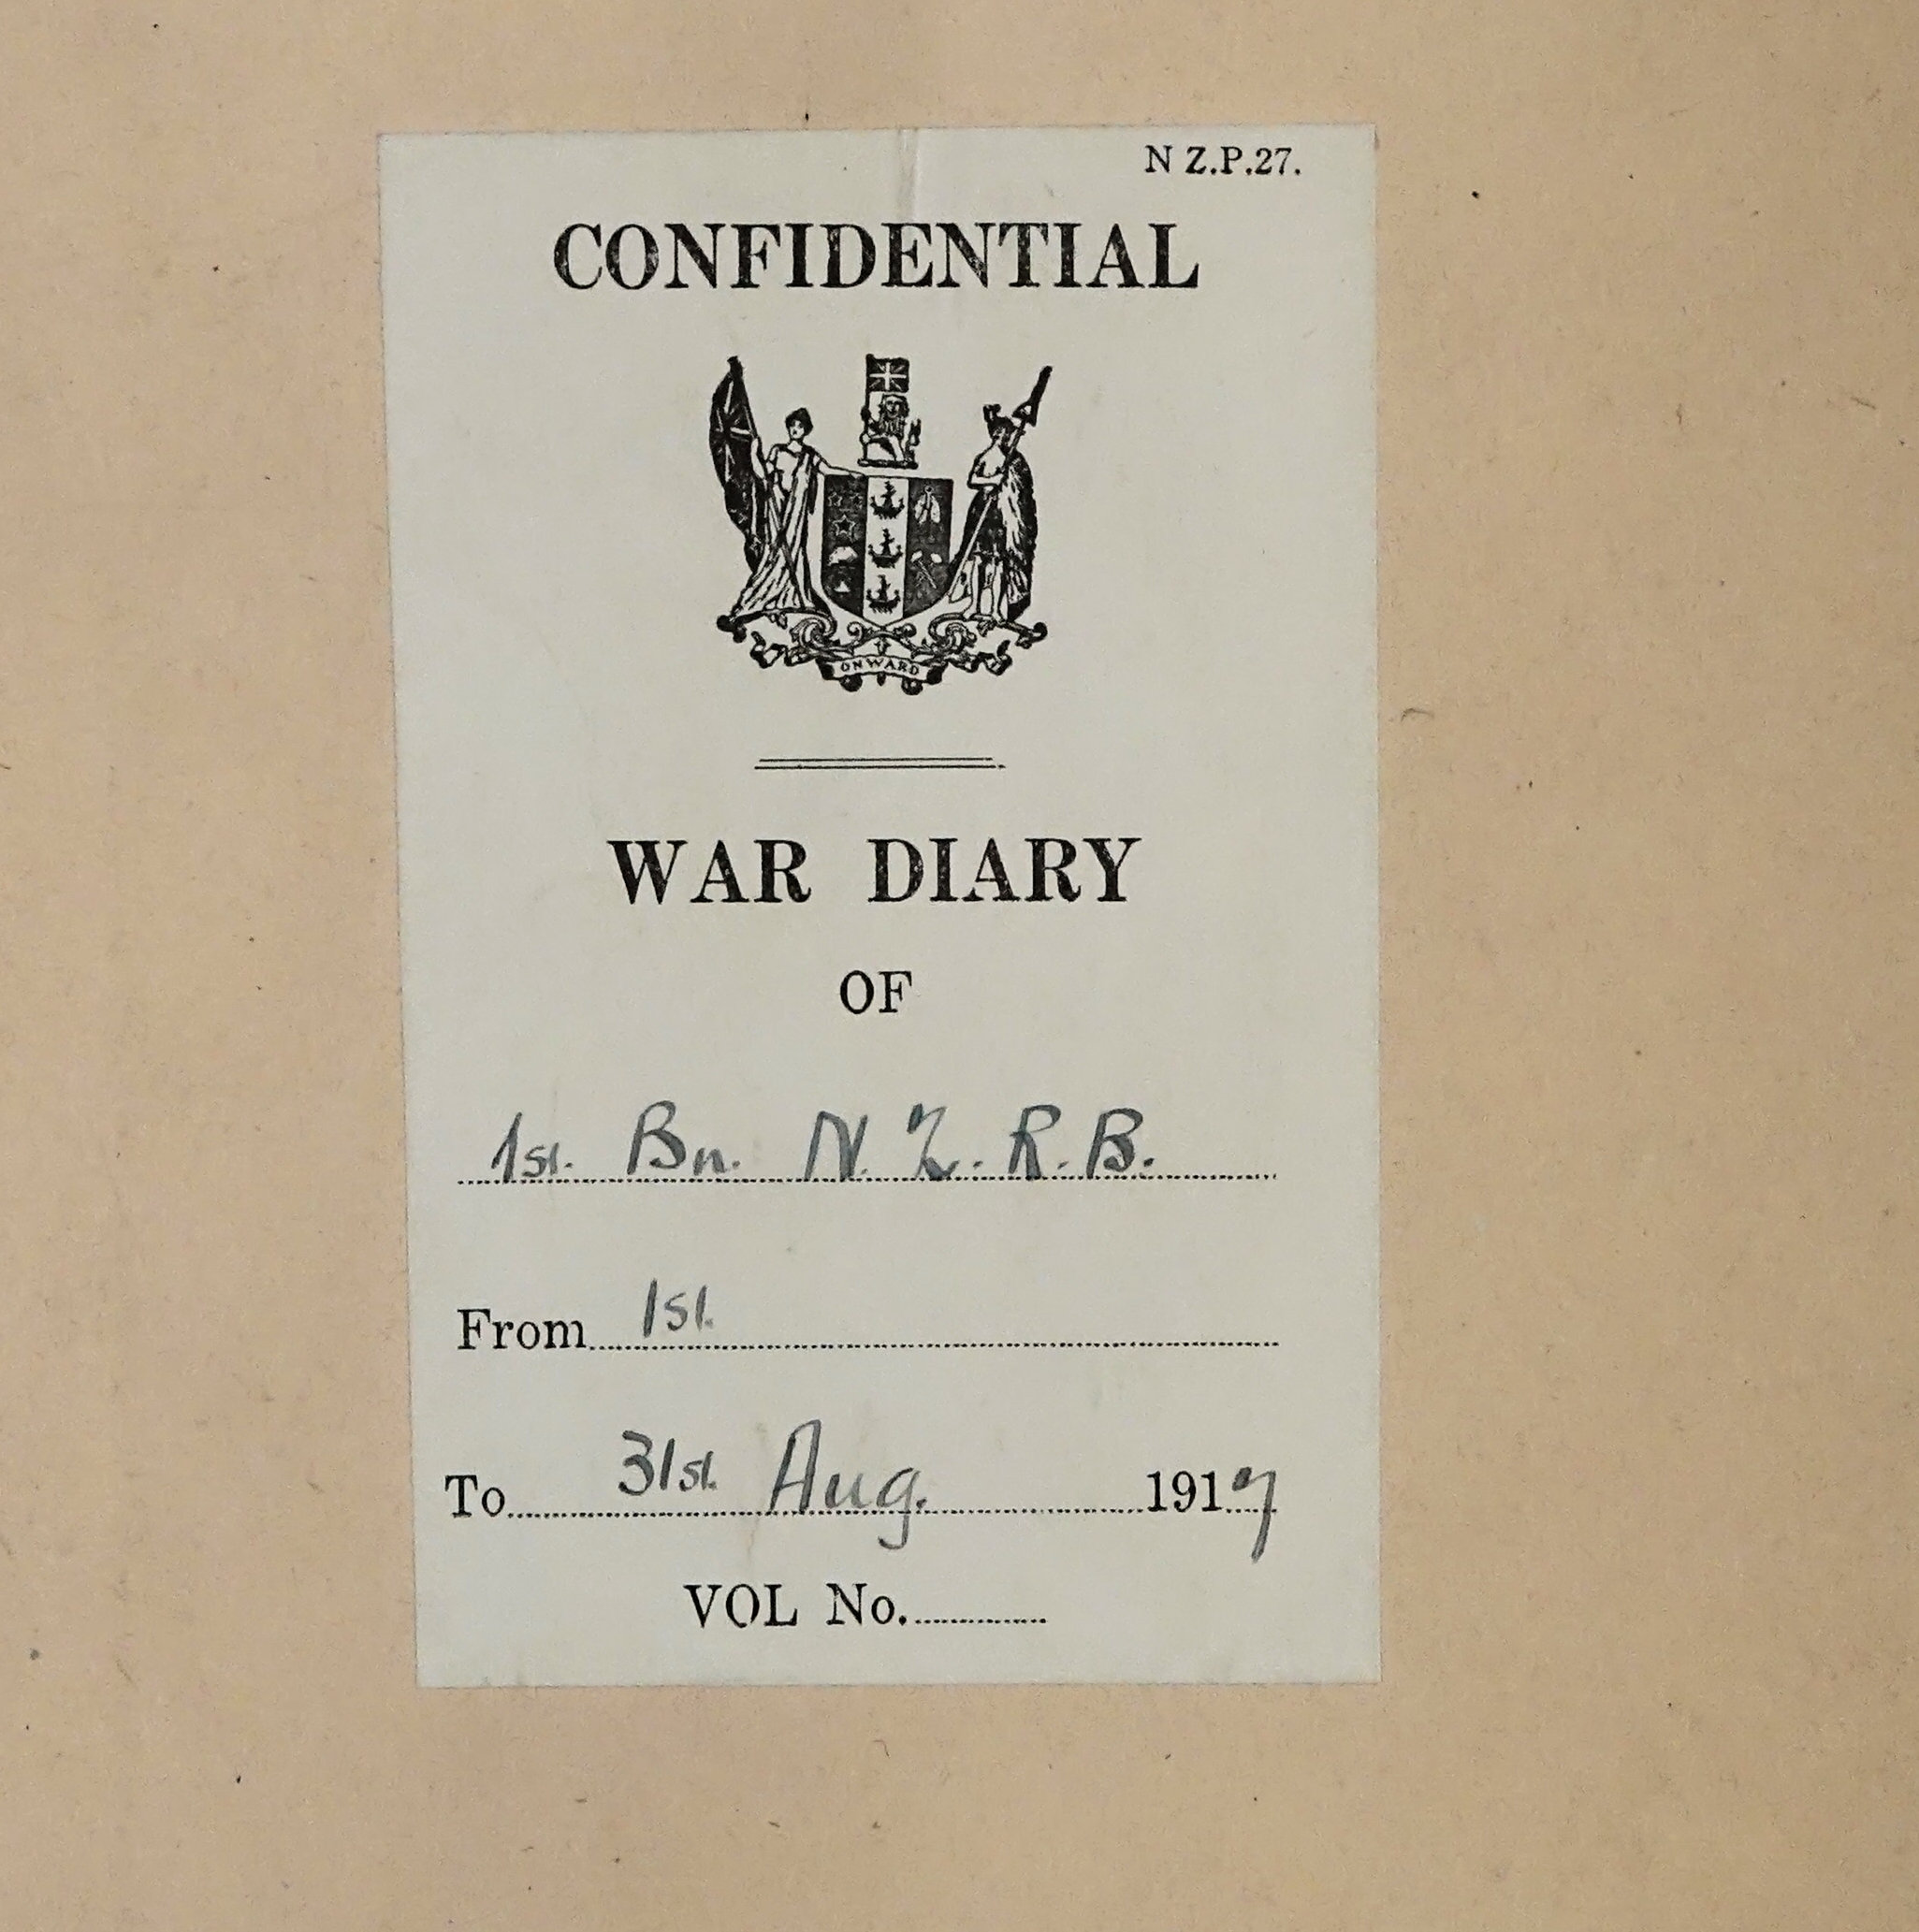 N Z.P.27.
CONFIDENTIAL
ONWARD
WAR DIARY
OF
1st. Bn. N.Z.R.B.
From 1st.
To 31st. Aug. 1917
VOL No.